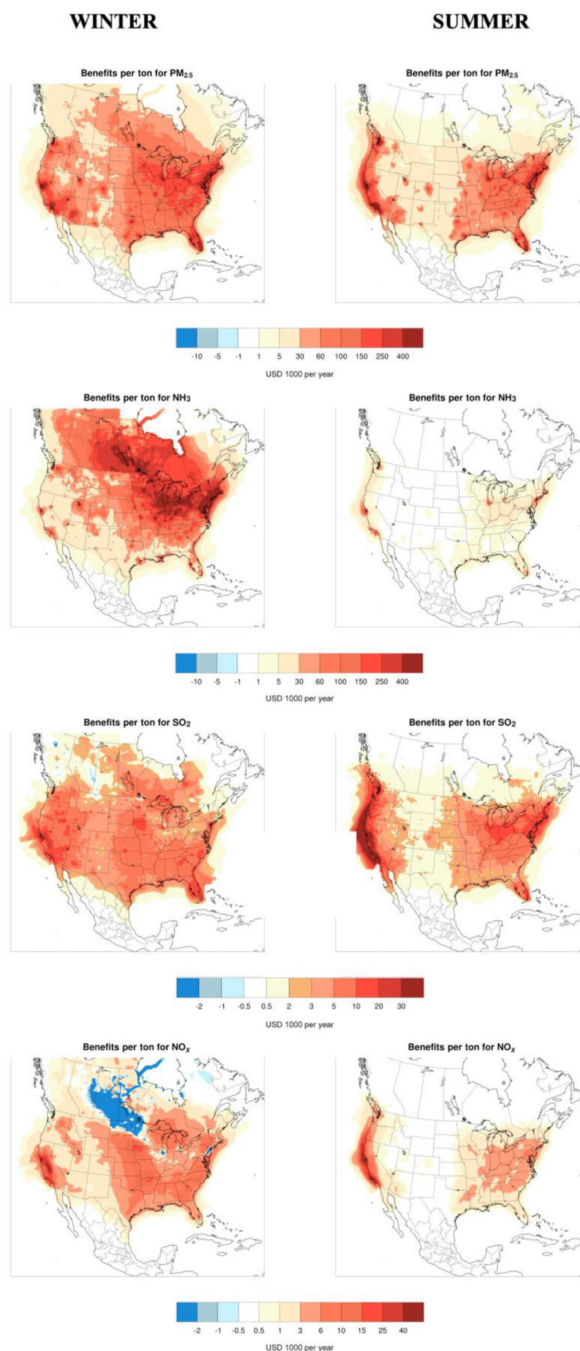 WINTER
SUMMER
Benefits per ton for PM2.5
Benefits per ton for PM2.5
-10 -5 -1 1 5 30 60 100 150 250 400
USD 1000 per year
Benefits per ton for NH3
Benefits per ton for NH3
-10 -5 -1 1 5 30 60 100 150 250 400
USD 1000 per year
Benefits per ton for SO2
Benefits per ton for SO2
-2 -1 -0.5 0.5 2 3 5 10 20 30
USD 1000 per year
Benefits per ton for NOx
Benefits per ton for NOx
-2 -1 -0.5 0.5 1 3 6 10 15 25 40
USD 1000 per year